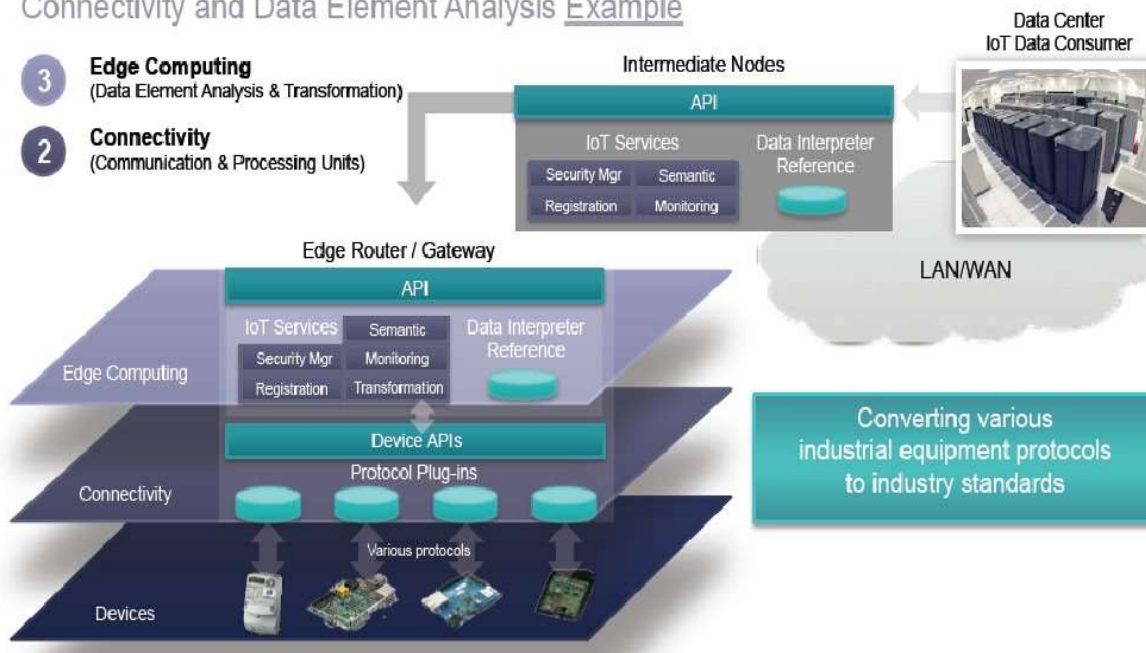 Connectivity and Data Element Analysis Example
3
Edge Computing
(Data Element Analysis & Transformation)
2
Connectivity
(Communication & Processing Units)
Data Center
IoT Data Consumer
Intermediate Nodes
API
IoT Services
Security Mgr
Semantic
Registration
Monitoring
Data Interpreter
Reference
LAN/WAN
Edge Router / Gateway
API
IoT Services
Semantic
Security Mgr
Monitoring
Registration
Transformation
Data Interpreter
Reference
Edge Computing
Device APIs
Protocol Plug-ins
Connectivity
Various protocols
Devices
Converting various
industrial equipment protocols
to industry standards